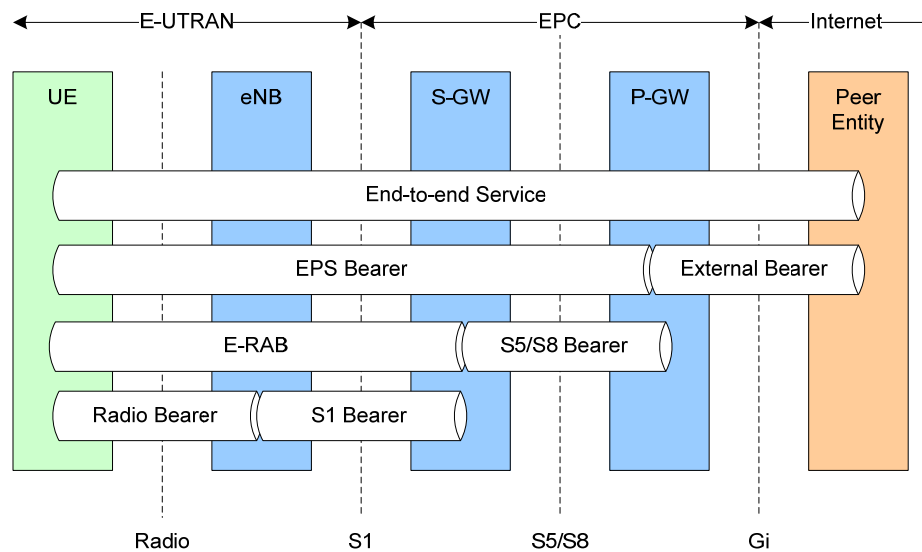 E-UTRAN EPC Internet
UE eNB S-GW P-GW Peer
Entity
End-to-end Service
EPS Bearer External Bearer
E-RAB S5/S8 Bearer
Radio Bearer S1 Bearer
Radio S1 S5/S8 Gi